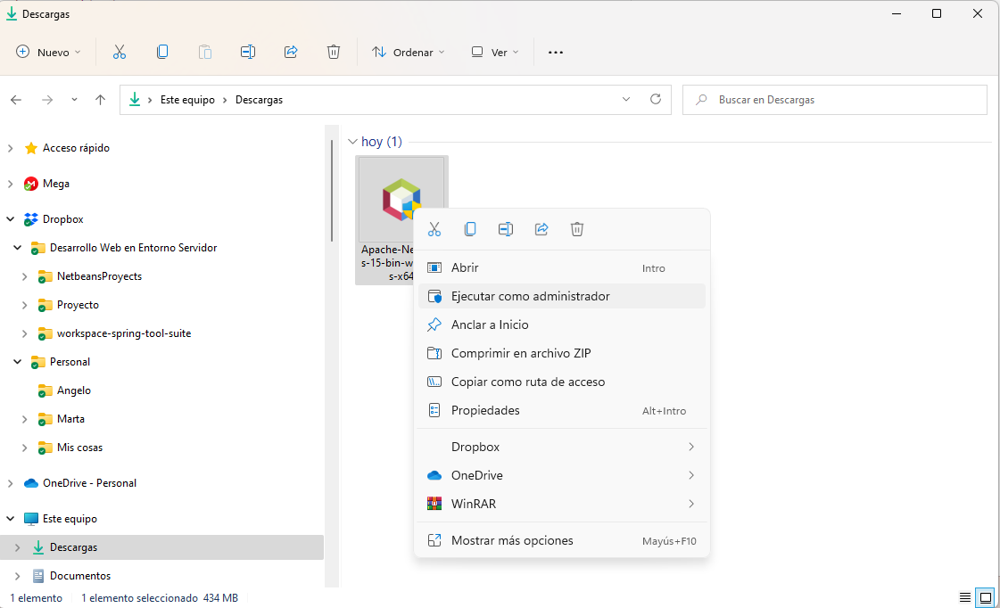 Descargas
Nuevo
Ordenar
Ver
Este equipo > Descargas
Buscar en Descargas
Acceso rápido
Mega
Dropbox
Desarrollo Web en Entorno Servidor
NetbeansProyects
Proyecto
workspace-spring-tool-suite
Personal
Angelo
Marta
Mis cosas
OneDrive - Personal
Este equipo
Descargas
Documentos
hoy (1)
Apache-Ne
s-15-bin-w
s-x64
Abrir Intro
Ejecutar como administrador
Anclar a Inicio
Comprimir en archivo ZIP
Copiar como ruta de acceso
Propiedades Alt+Intro
Dropbox
OneDrive
WinRAR
Mostrar más opciones Mayús+F10
1 elemento 1 elemento seleccionado 434 MB